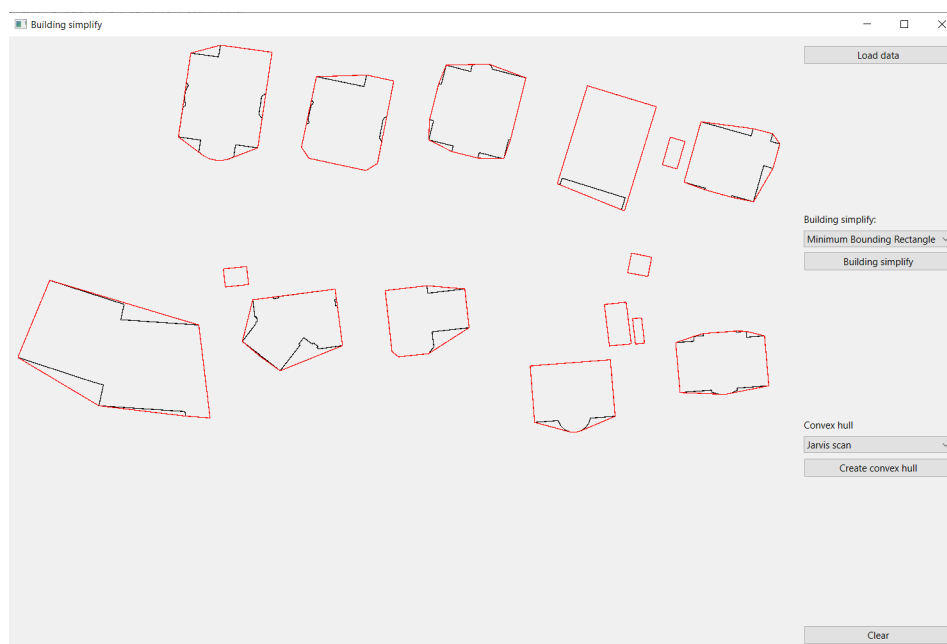 Building simplify
Load data
Building simplify:
Minimum Bounding Rectangle
Building simplify
Convex hull
Jarvis scan
Create convex hull
Clear